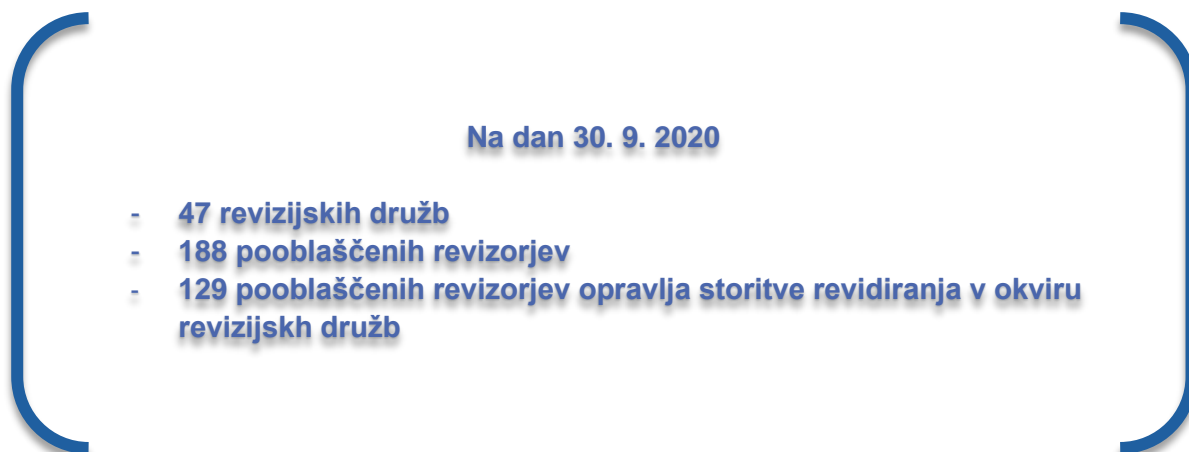 Na dan 30. 9. 2020
- 47 revizijskih družb
- 188 pooblaščenih revizorjev
- 129 pooblaščenih revizorjev opravlja storitve revidiranja v okviru
revizijskh družb